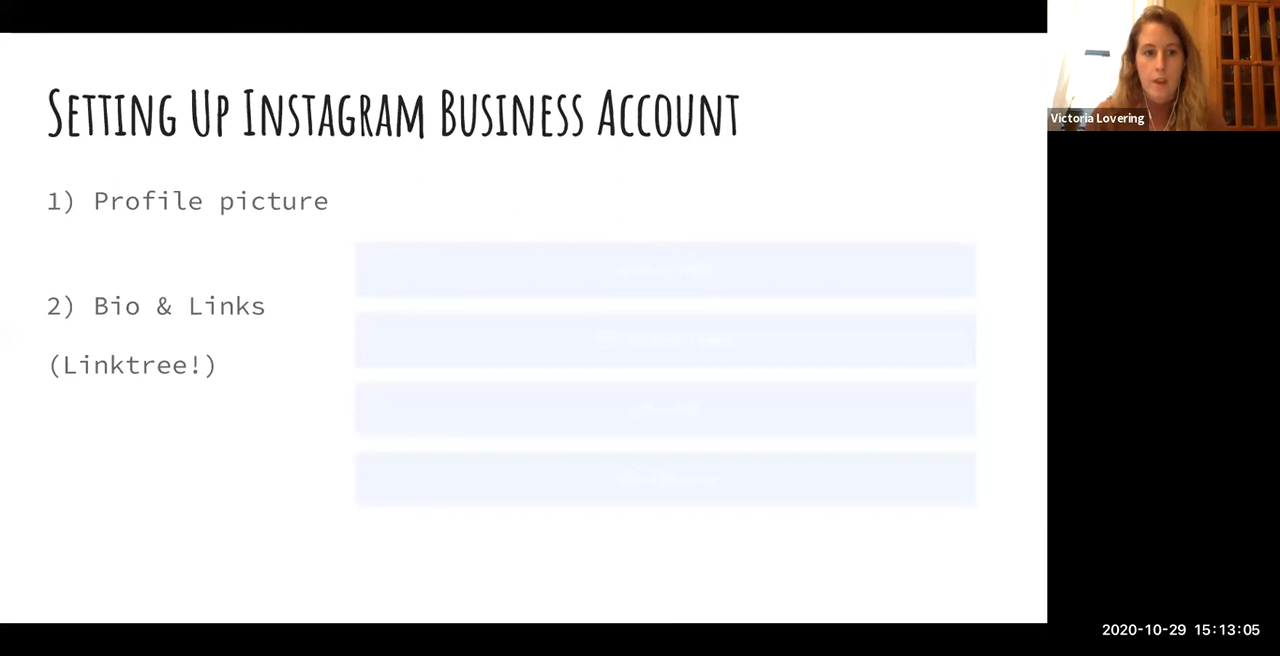 Setting Up Instagram Business Account
1) Profile picture
2) Bio & Links
(Linktree!)
Victoria Lovering
2020-10-29 15:13:05